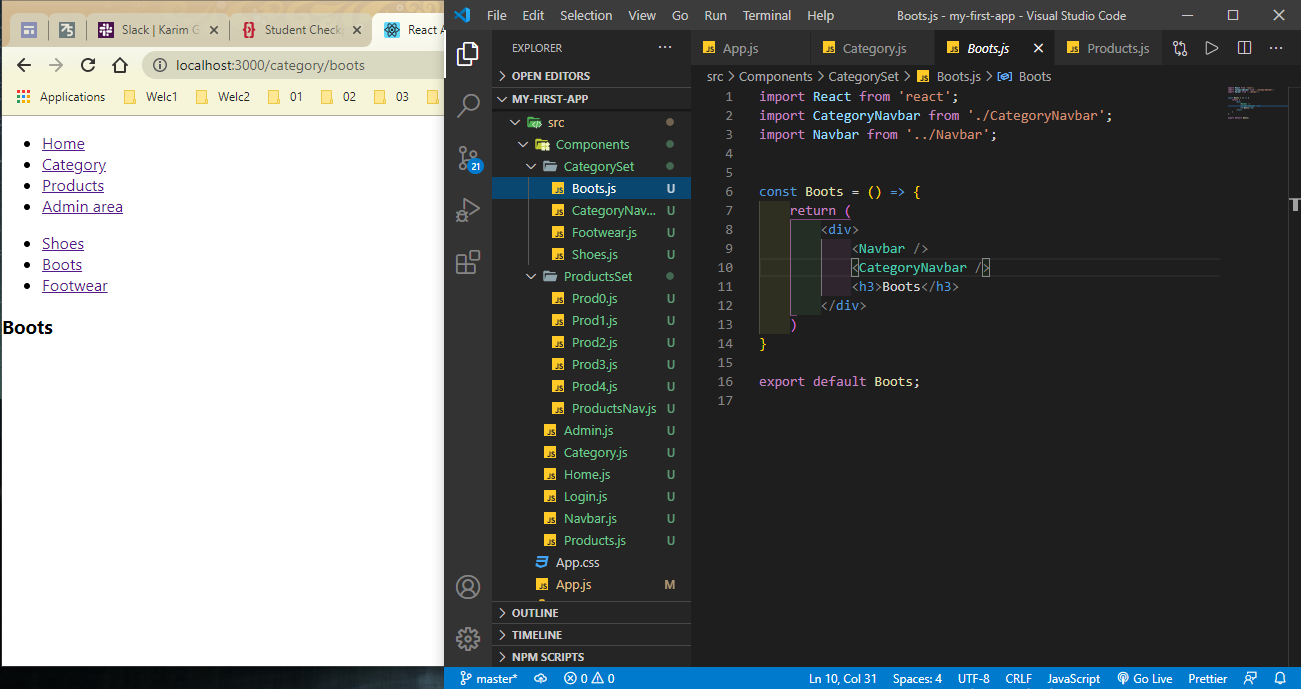 Slack | Karim G
Student Check
React A
localhost:3000/category/boots
Applications
Welc1
Welc2
01
02
03
Home
Category
Products
Admin area
Shoes
Boots
Footwear
Boots
File Edit Selection View Go Run Terminal Help
Boots.js - my-first-app - Visual Studio Code
EXPLORER
OPEN EDITORS
MY-FIRST-APP
src
Components
CategorySet
Boots.js U
CategoryNav... U
Footwear.js U
Shoes.js U
ProductsSet
Prod0.js U
Prod1.js U
Prod2.js U
Prod3.js U
Prod4.js U
ProductsNav.js U
Admin.js U
Category.js U
Home.js U
Login.js U
Navbar.js U
Products.js U
App.css
App.js M
OUTLINE
TIMELINE
NPM SCRIPTS
21
App.js
Category.js
Boots.js
Products.js
src > Components > CategorySet > Boots.js > Boots
1 import React from 'react';
2 import CategoryNavbar from './CategoryNavbar';
3 import Navbar from '../Navbar';
4
5
6 const Boots = () => {
7 return (
8 <div>
9 <Navbar />
10 <CategoryNavbar />
11 <h3>Boots</h3>
12 </div>
13 )
14 }
15
16 export default Boots;
17
master* 0 0 Ln 10, Col 31 Spaces: 4 UTF-8 CRLF JavaScript Go Live Prettier